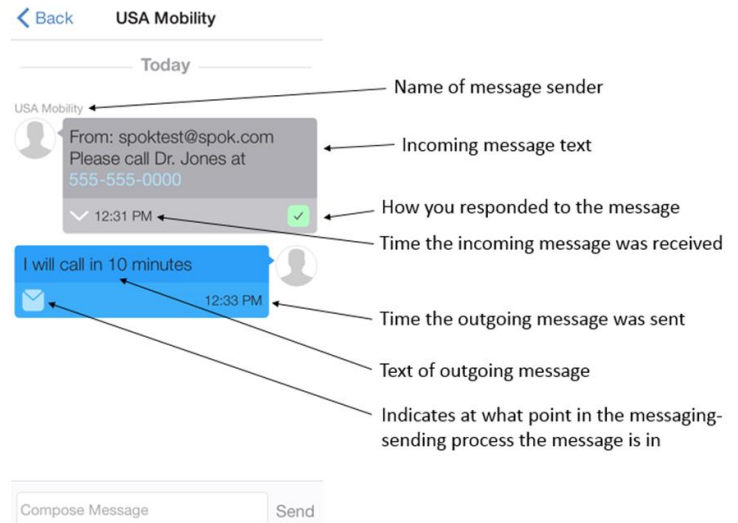 Back
USA Mobility
Today
USA Mobility
Name of message sender
From: spoktest@spok.com
Please call Dr. Jones at
555-555-0000
Incoming message text
How you responded to the message
12:31 PM
Time the incoming message was received
I will call in 10 minutes
12:33 PM
Time the outgoing message was sent
Text of outgoing message
Indicates at what point in the messaging-
sending process the message is in
Compose Message
Send